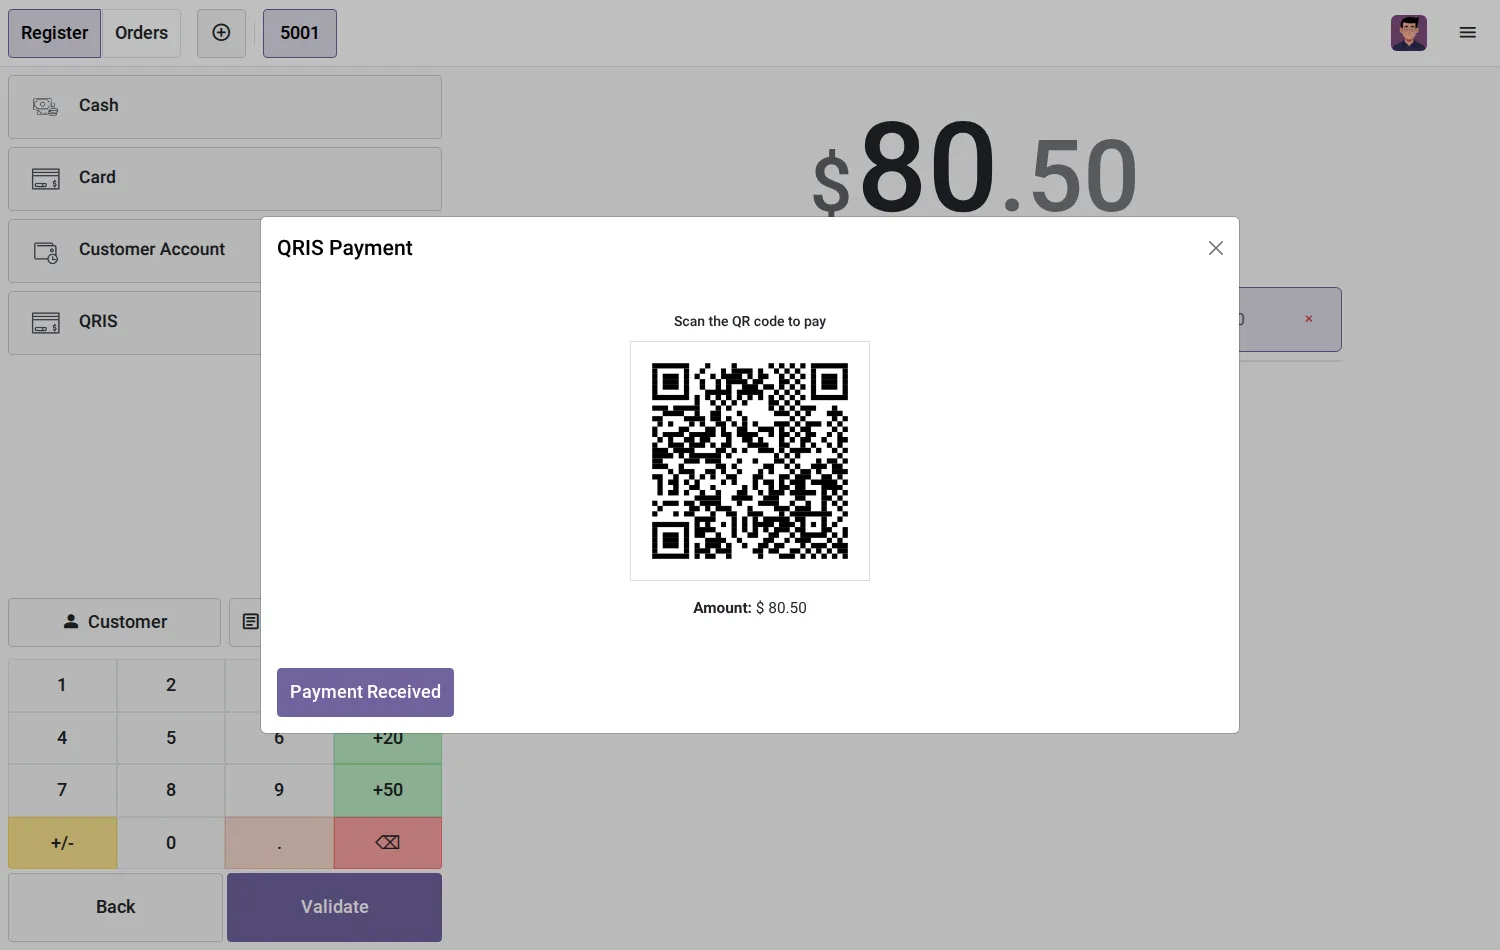 Register
Orders
5001
Cash
Card
Customer Account
QRIS
$80.50
QRIS Payment
Scan the QR code to pay
Amount: $ 80.50
Payment Received
Customer
1 2
4 5 6 +20
7 8 9 +50
+/- 0 . ⌫
Back
Validate